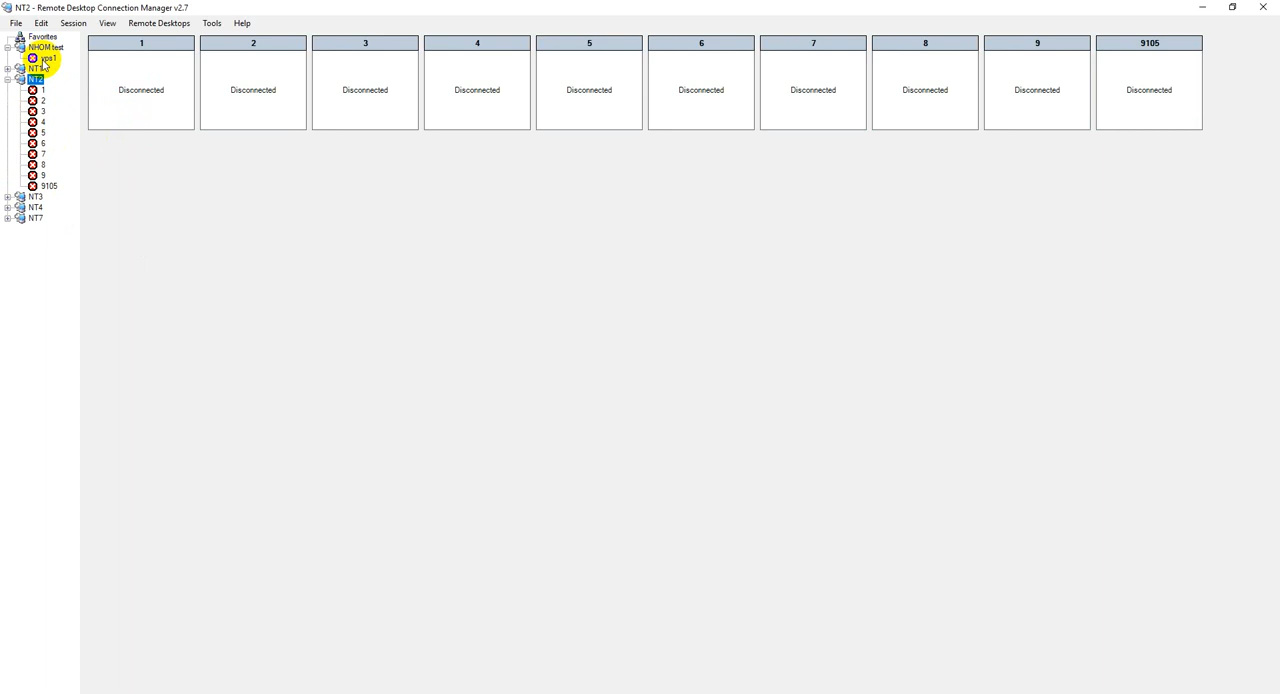 NT2 - Remote Desktop Connection Manager v2.7
File Edit Session View Remote Desktops Tools Help
Favorites
NHOM test
vps1
NT1
NT2
1
2
3
4
5
6
7
8
9
9105
NT3
NT4
NT7
1 2 3 4 5 6 7 8 9 9105
Disconnected Disconnected Disconnected Disconnected Disconnected Disconnected Disconnected Disconnected Disconnected Disconnected